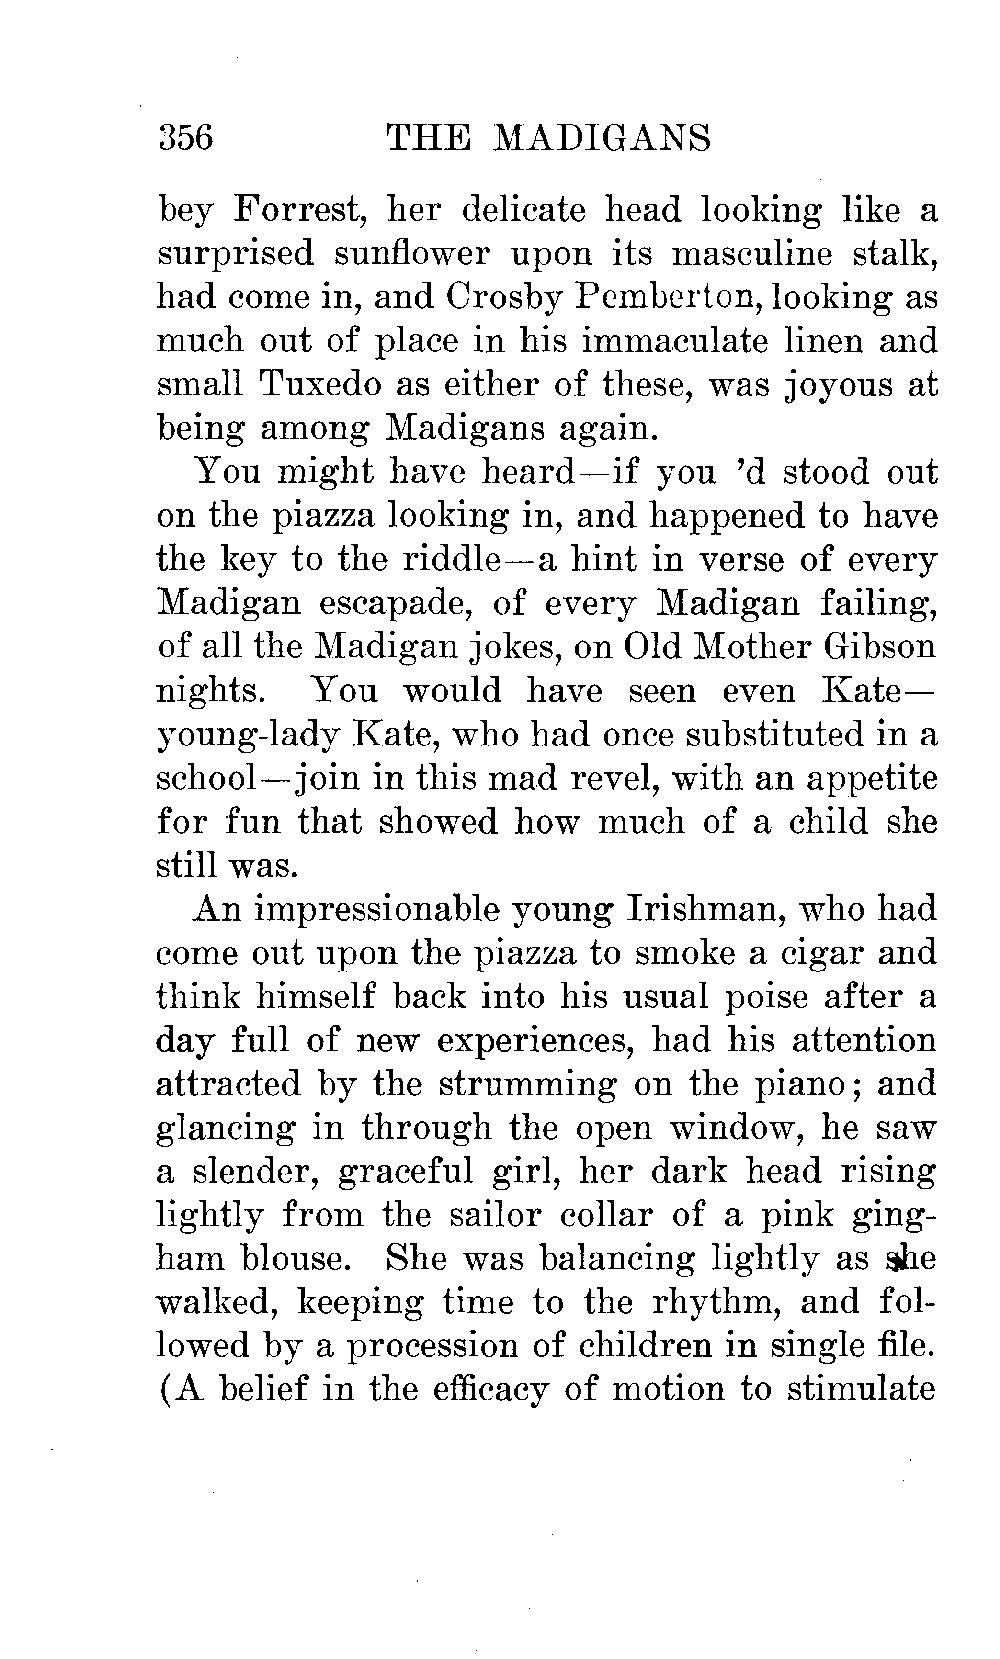 356 THE MADIGANS
bey Forrest, her delicate head looking like a
surprised sunflower upon its masculine stalk,
had come in, and Crosby Pemberton, looking as
much out of place in his immaculate linen and
small Tuxedo as either of these, was joyous at
being among Madigans again.
You might have heard—if you 'd stood out
on the piazza looking in, and happened to have
the key to the riddle—a hint in verse of every
Madigan escapade, of every Madigan failing,
of all the Madigan jokes, on Old Mother Gibson
nights. You would have seen even Kate—
young-lady Kate, who had once substituted in a
school—join in this mad revel, with an appetite
for fun that showed how much of a child she
still was.
An impressionable young Irishman, who had
come out upon the piazza to smoke a cigar and
think himself back into his usual poise after a
day full of new experiences, had his attention
attracted by the strumming on the piano; and
glancing in through the open window, he saw
a slender, graceful girl, her dark head rising
lightly from the sailor collar of a pink ging-
ham blouse. She was balancing lightly as she
walked, keeping time to the rhythm, and fol-
lowed by a procession of children in single file.
(A belief in the efficacy of motion to stimulate